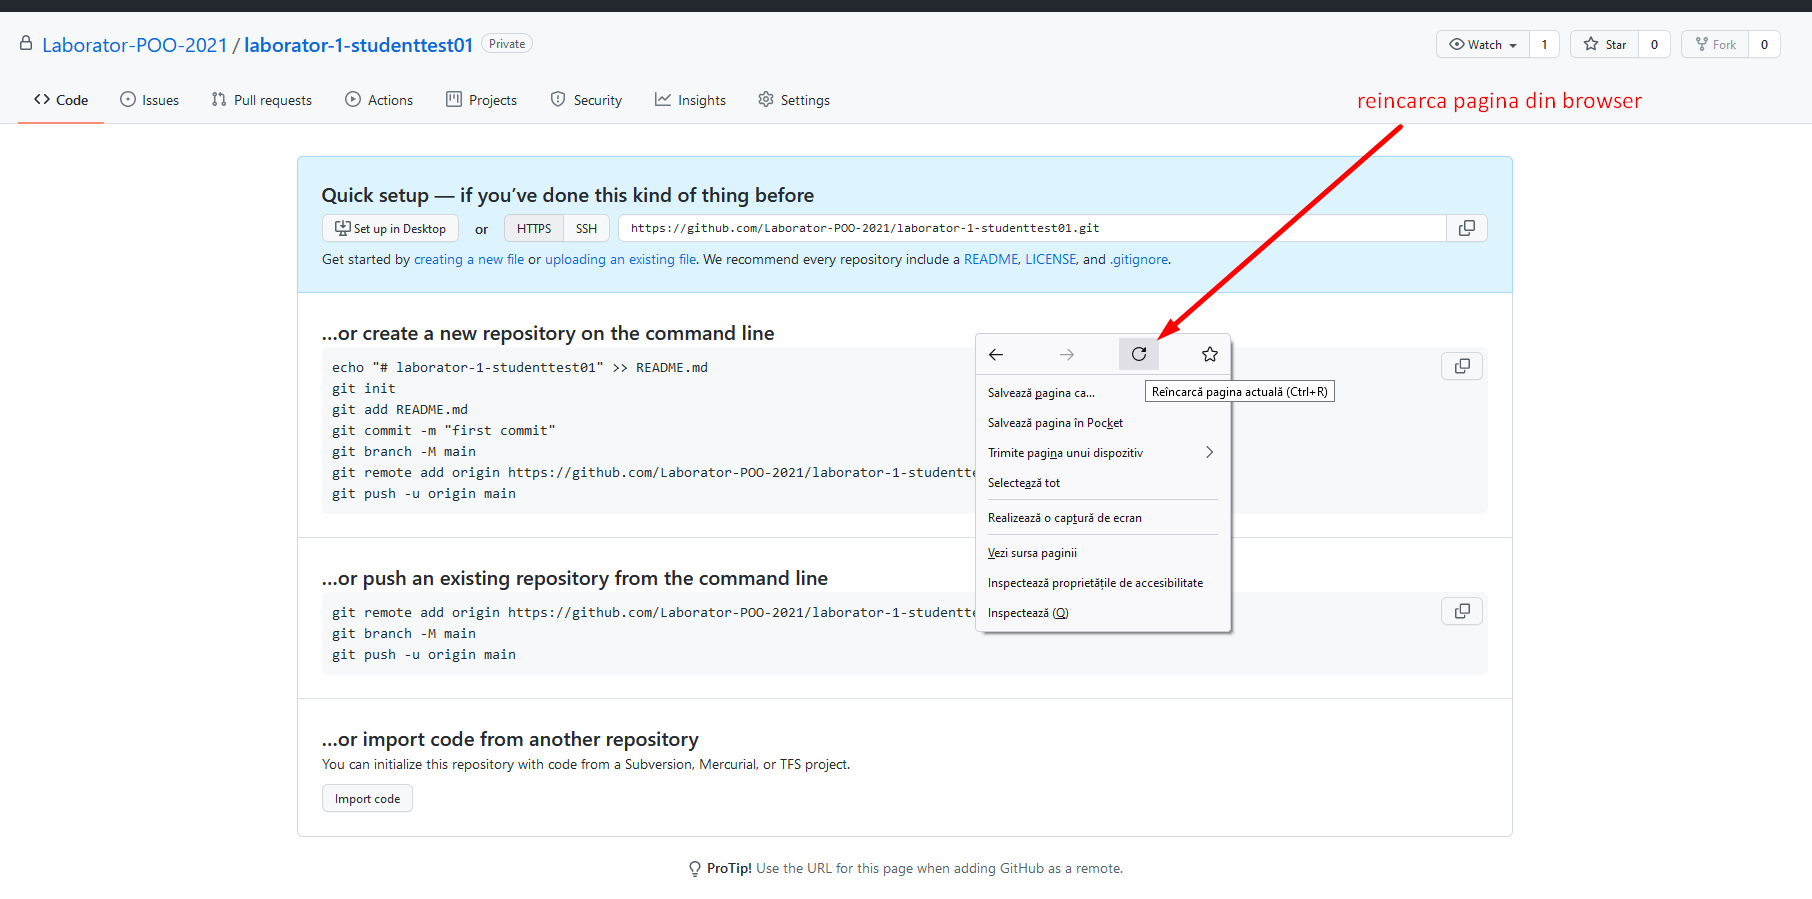 Laborator-POO-2021 / laborator-1-studenttest01 Private
Watch 1 Star 0 Fork 0
Code Issues Pull requests Actions Projects Security Insights Settings
reincarca pagina din browser
Quick setup — if you’ve done this kind of thing before
Set up in Desktop or HTTPS SSH https://github.com/Laborator-POO-2021/laborator-1-studenttest01.git
Get started by creating a new file or uploading an existing file. We recommend every repository include a README, LICENSE, and .gitignore.
…or create a new repository on the command line
echo "# laborator-1-studenttest01" >> README.md
git init
git add README.md
git commit -m "first commit"
git branch -M main
git remote add origin https://github.com/Laborator-POO-2021/laborator-1-studentte
git push -u origin main
Reîncarcă pagina actuală (Ctrl+R)
Salvează pagina ca...
Salvează pagina în Pocket
Trimite pagina unui dispozitiv
Selectează tot
Realizează o captură de ecran
Vezi sursa paginii
Inspectează proprietățile de accesibilitate
Inspectează (Q)
…or push an existing repository from the command line
git remote add origin https://github.com/Laborator-POO-2021/laborator-1-studentte
git branch -M main
git push -u origin main
…or import code from another repository
You can initialize this repository with code from a Subversion, Mercurial, or TFS project.
Import code
ProTip! Use the URL for this page when adding GitHub as a remote.